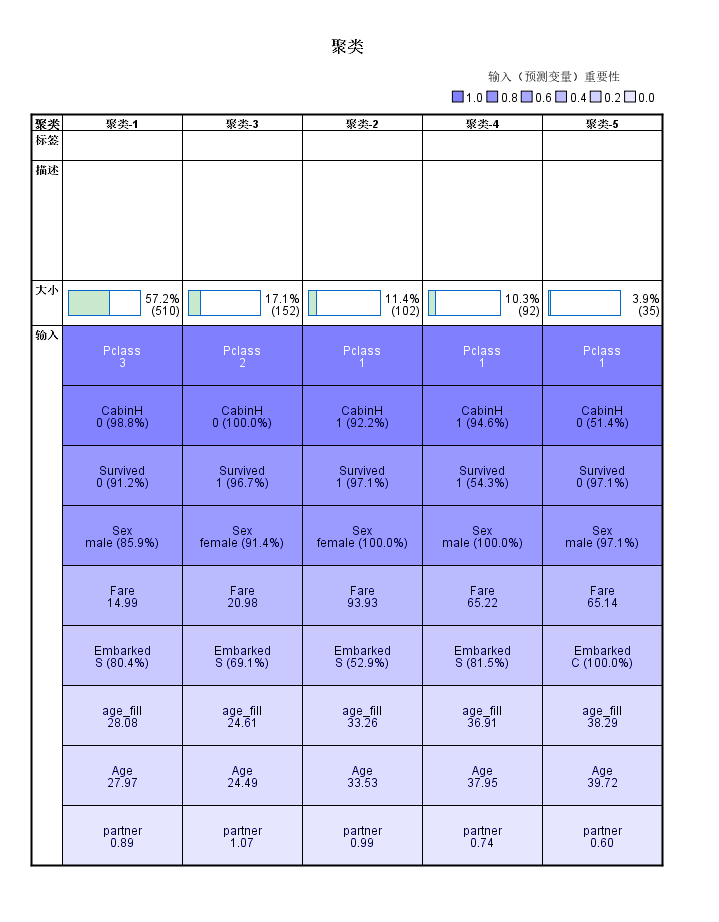 聚类
输入（预测变量）重要性
1.0 0.8 0.6 0.4 0.2 0.0
聚类 聚类-1 聚类-3 聚类-2 聚类-4 聚类-5
标签
描述
大小 57.2% 17.1% 11.4% 10.3% 3.9%
(510) (152) (102) (92) (35)
输入 Pclass Pclass Pclass Pclass Pclass
3 2 1 1 1
CabinH CabinH CabinH CabinH CabinH
0 (98.8%) 0 (100.0%) 1 (92.2%) 1 (94.6%) 0 (51.4%)
Survived Survived Survived Survived Survived
0 (91.2%) 1 (96.7%) 1 (97.1%) 1 (54.3%) 0 (97.1%)
Sex Sex Sex Sex Sex
male (85.9%) female (91.4%) female (100.0%) male (100.0%) male (97.1%)
Fare Fare Fare Fare Fare
14.99 20.98 93.93 65.22 65.14
Embarked Embarked Embarked Embarked Embarked
S (80.4%) S (69.1%) S (52.9%) S (81.5%) C (100.0%)
age_fill age_fill age_fill age_fill age_fill
28.08 24.61 33.26 36.91 38.29
Age Age Age Age Age
27.97 24.49 33.53 37.95 39.72
partner partner partner partner partner
0.89 1.07 0.99 0.74 0.60